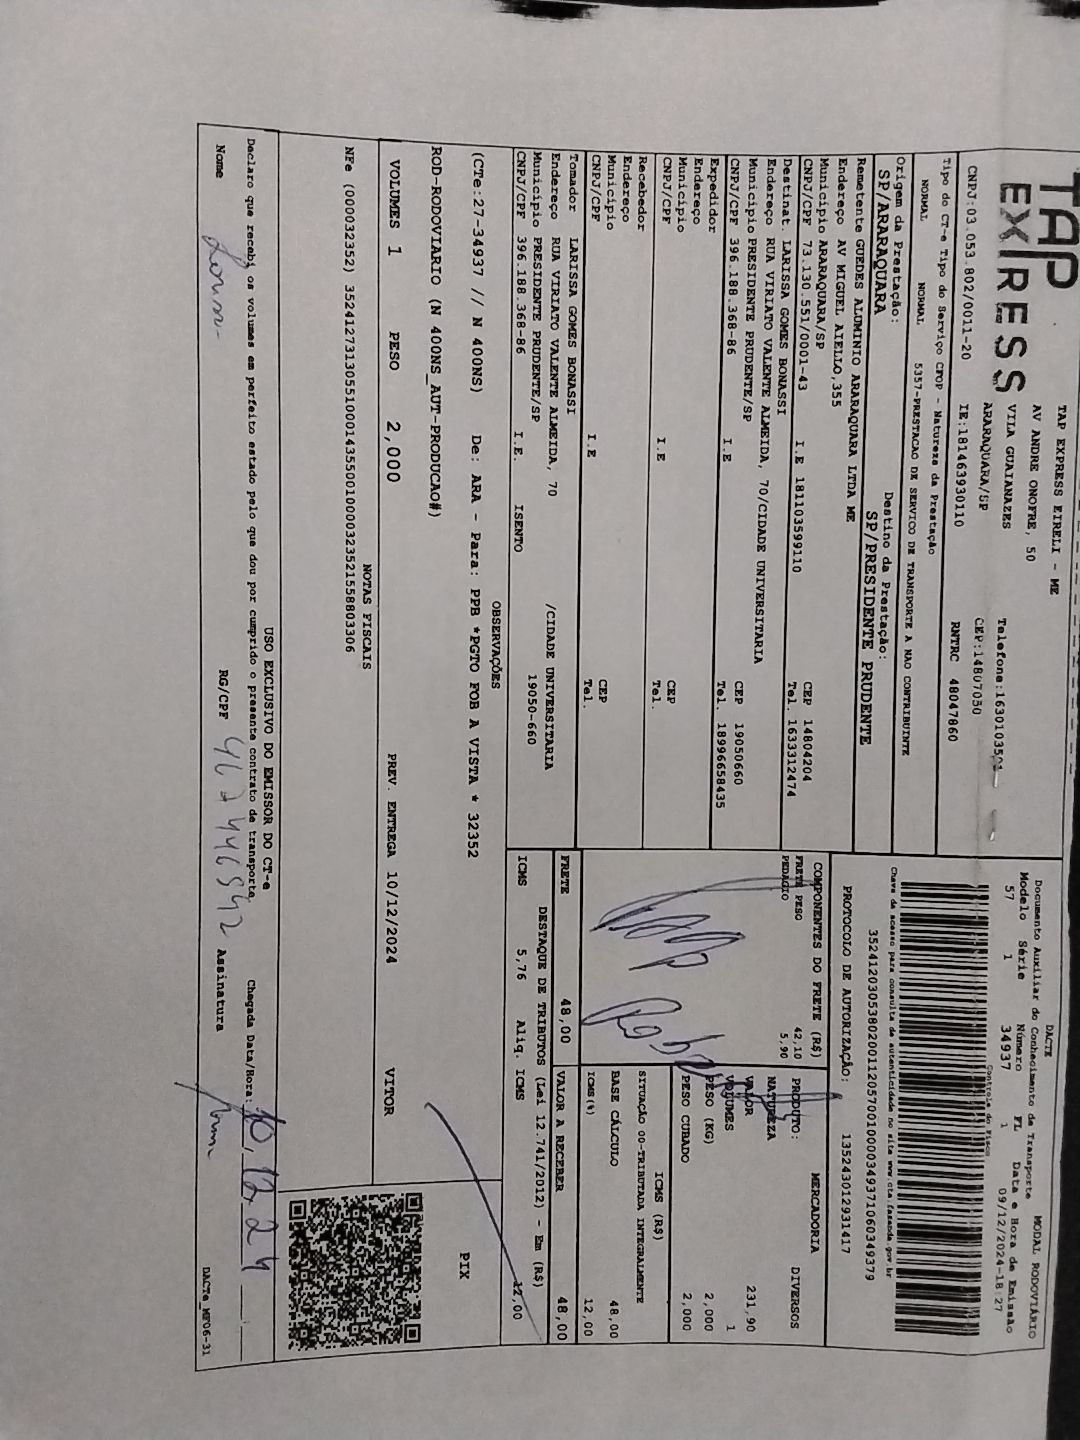 TAP
EXPRESS
TAP EXPRESS EIRELI - ME
AV ANDRE ONOFRE, 50
VILA GUAIANAZES
ARARAQUARA/SP
Telefone:1630103501
CEP:14807050
CNPJ:03.053.802/0011-20 IE:181463930110 RNTRC 48047860
DACTE MODAL RODOVIÁRIO
Documento Auxiliar do Conhecimento de Transporte
Modelo Série Número FL Data e Hora de Emissão
57 1 34937 1 09/12/2024-18:27
Controle do Fisco
Chave de acesso para consulta de autenticidade no site www.cte.fazenda.gov.br
35241203053802001120570010000349371060349379
PROTOCOLO DE AUTORIZAÇÃO: 135243012931417
Tipo do CT-e Tipo do Serviço CFOP - Natureza da Prestação
NORMAL NORMAL 5357-PRESTACAO DE SERVICO DE TRANSPORTE A NAO CONTRIBUINTE
Origem da Prestação: Destino da Prestação:
SP/ARARAQUARA SP/PRESIDENTE PRUDENTE
Remetente GUEDES ALUMINIO ARARAQUARA LTDA ME
Endereço AV MIGUEL AIELLO,355
Município ARARAQUARA/SP CEP 14804204
CNPJ/CPF 73.130.551/0001-43 I.E 181103599110 Tel. 1633312474
Destinat. LARISSA GOMES BONASSI
Endereço RUA VIRIATO VALENTE ALMEIDA, 70/CIDADE UNIVERSITARIA
Município PRESIDENTE PRUDENTE/SP CEP 19050660
CNPJ/CPF 396.188.368-86 I.E Tel. 18996658435
Expedidor
Endereço
Município CEP
CNPJ/CPF I.E Tel.
Recebedor
Endereço
Município CEP
CNPJ/CPF I.E Tel.
Tomador LARISSA GOMES BONASSI
Endereço RUA VIRIATO VALENTE ALMEIDA, 70 /CIDADE UNIVERSITARIA
Município PRESIDENTE PRUDENTE/SP 19050-660
CNPJ/CPF 396.188.368-86 I.E. ISENTO
COMPONENTES DO FRETE (R$)
FRETE PESO 42,10
PEDAGIO 5,90
PRODUTO: MERCADORIA
NATUREZA DIVERSOS
VALOR 231,90
VOLUMES 1
PESO (KG) 2,000
PESO CUBADO 2,000
ICMS (R$)
SITUAÇÃO 00-TRIBUTADA INTEGRALMENTE
BASE CÁLCULO 48,00
ICMS(%) 12,00
FRETE 48,00 VALOR A RECEBER 48,00
DESTAQUE DE TRIBUTOS (Lei 12.741/2012) - Em (R$)
ICMS 5,76 Aliq. ICMS 12,00
OBSERVAÇÕES
(CTe:27-34937 // N 400NS) De: ARA - Para: PPB *PGTO FOB A VISTA * 32352
ROD-RODOVIARIO (N 400NS_AUT-PRODUCAO#)
PIX
VOLUMES 1 PESO 2,000 PREV. ENTREGA 10/12/2024 VITOR
NOTAS FISCAIS
NFe (000032352) 35241273130551000143550010000323521558803306
USO EXCLUSIVO DO EMISSOR DO CT-e
Declaro que recebi os volumes em perfeito estado pelo que dou por cumprido o presente contrato de transporte. Chegada Data/Hora: 10/12/24
Nome RG/CPF 467446942 Assinatura
DACTe_MP06-31